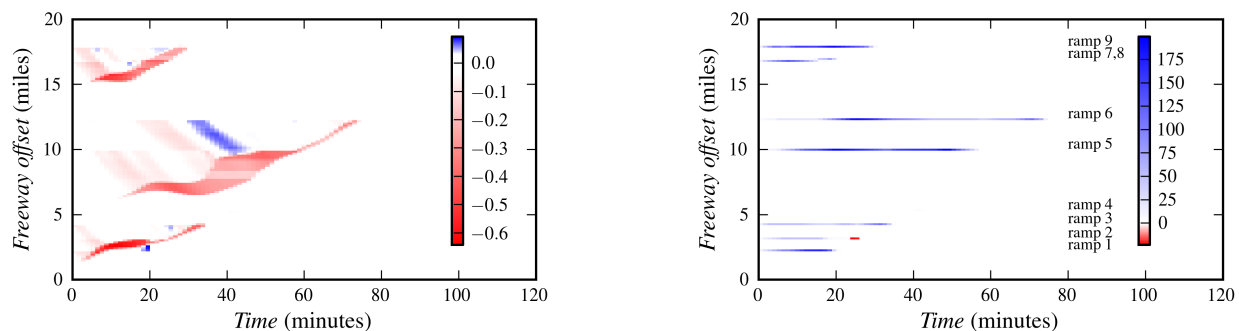 20
15
10
5
0
Freeway offset (miles)
0 20 40 60 80 100 120
Time (minutes)
0.0
−0.1
−0.2
−0.3
−0.4
−0.5
−0.6
20
15
10
5
0
Freeway offset (miles)
0 20 40 60 80 100 120
Time (minutes)
ramp 9
ramp 7,8
ramp 6
ramp 5
ramp 4
ramp 3
ramp 2
ramp 1
175
150
125
100
75
50
25
0